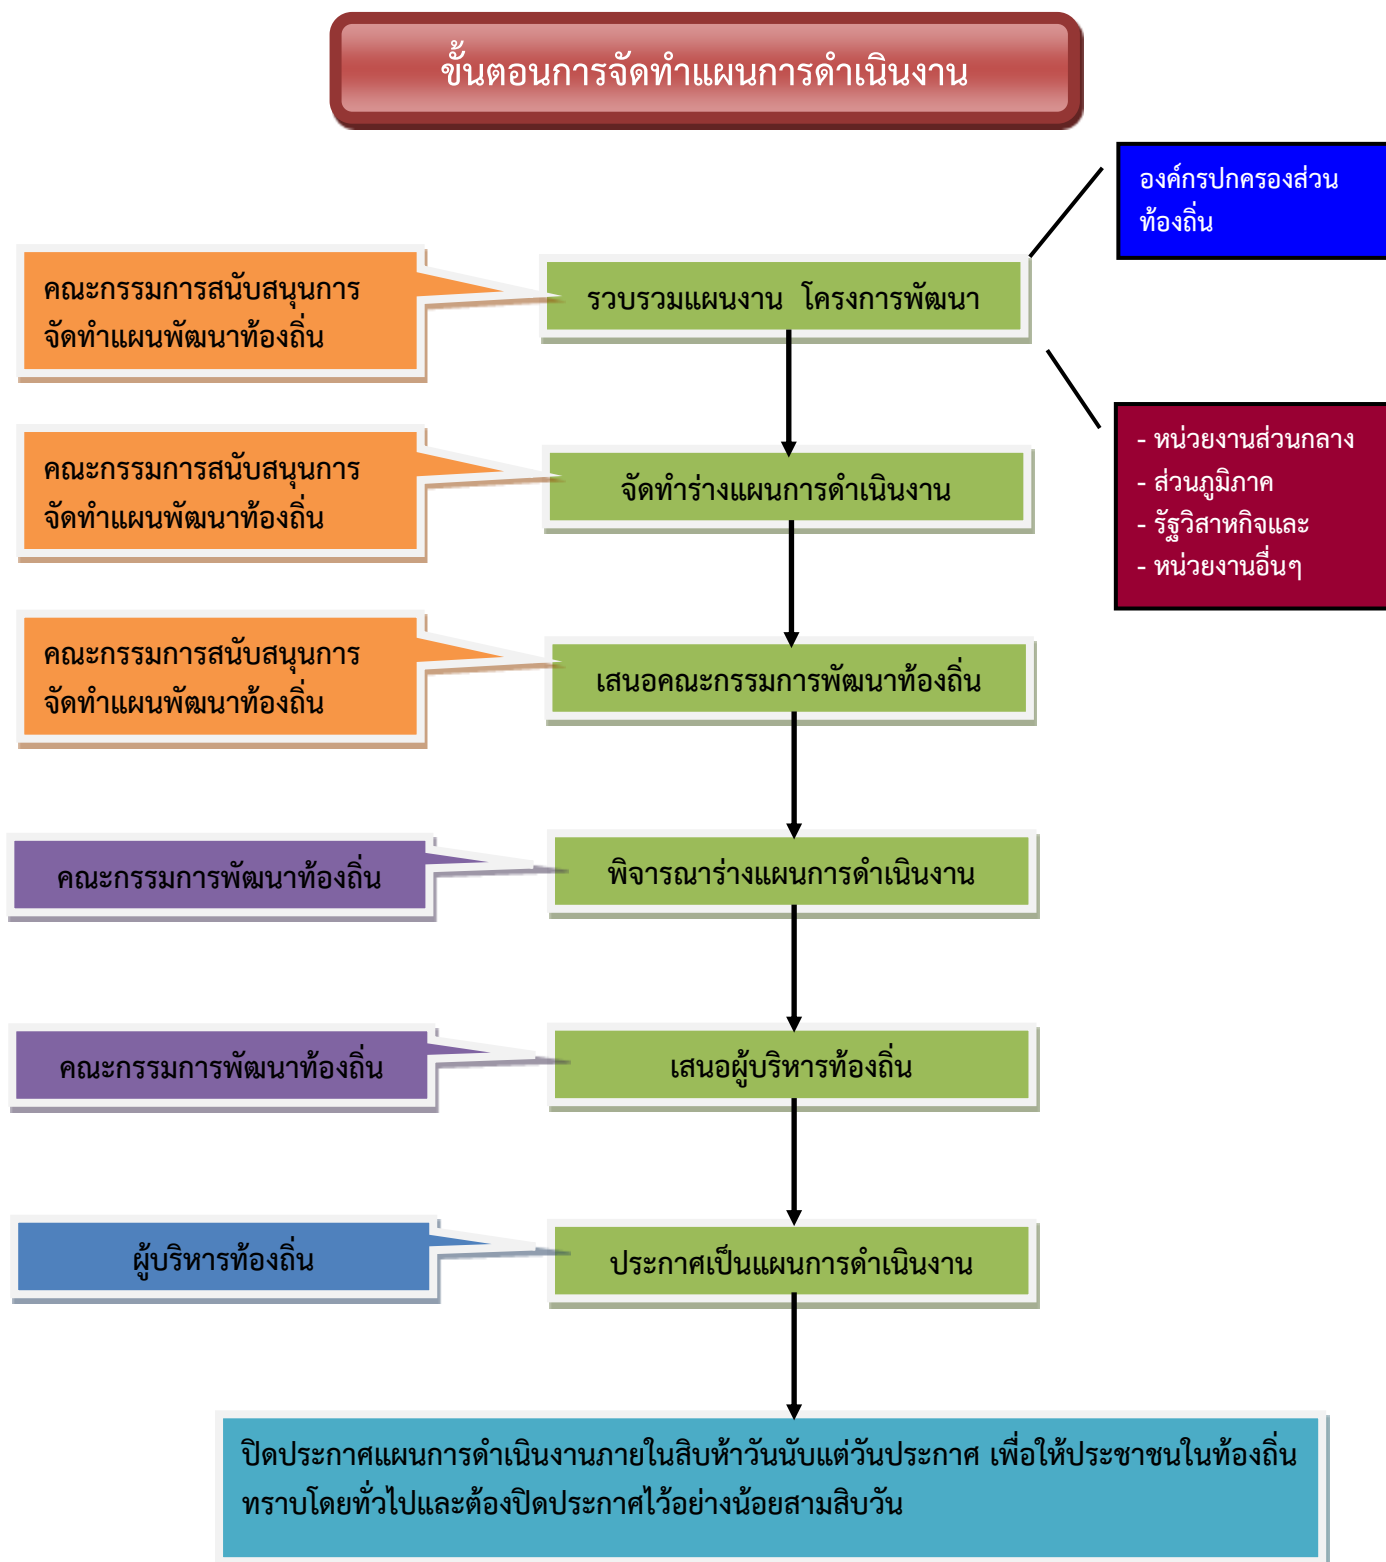 ขั้นตอนการจัดทำแผนการดำเนินงาน
องค์กรปกครองส่วน
ท้องถิ่น
คณะกรรมการสนับสนุนการ
จัดทำแผนพัฒนาท้องถิ่น
รวบรวมแผนงาน โครงการพัฒนา
- หน่วยงานส่วนกลาง
- ส่วนภูมิภาค
- รัฐวิสาหกิจและ
- หน่วยงานอื่นๆ
คณะกรรมการสนับสนุนการ
จัดทำแผนพัฒนาท้องถิ่น
จัดทำร่างแผนการดำเนินงาน
คณะกรรมการสนับสนุนการ
จัดทำแผนพัฒนาท้องถิ่น
เสนอคณะกรรมการพัฒนาท้องถิ่น
คณะกรรมการพัฒนาท้องถิ่น
พิจารณาร่างแผนการดำเนินงาน
คณะกรรมการพัฒนาท้องถิ่น
เสนอผู้บริหารท้องถิ่น
ผู้บริหารท้องถิ่น
ประกาศเป็นแผนการดำเนินงาน
ปิดประกาศแผนการดำเนินงานภายในสิบห้าวันนับแต่วันประกาศ เพื่อให้ประชาชนในท้องถิ่น
ทราบโดยทั่วไปและต้องปิดประกาศไว้อย่างน้อยสามสิบวัน